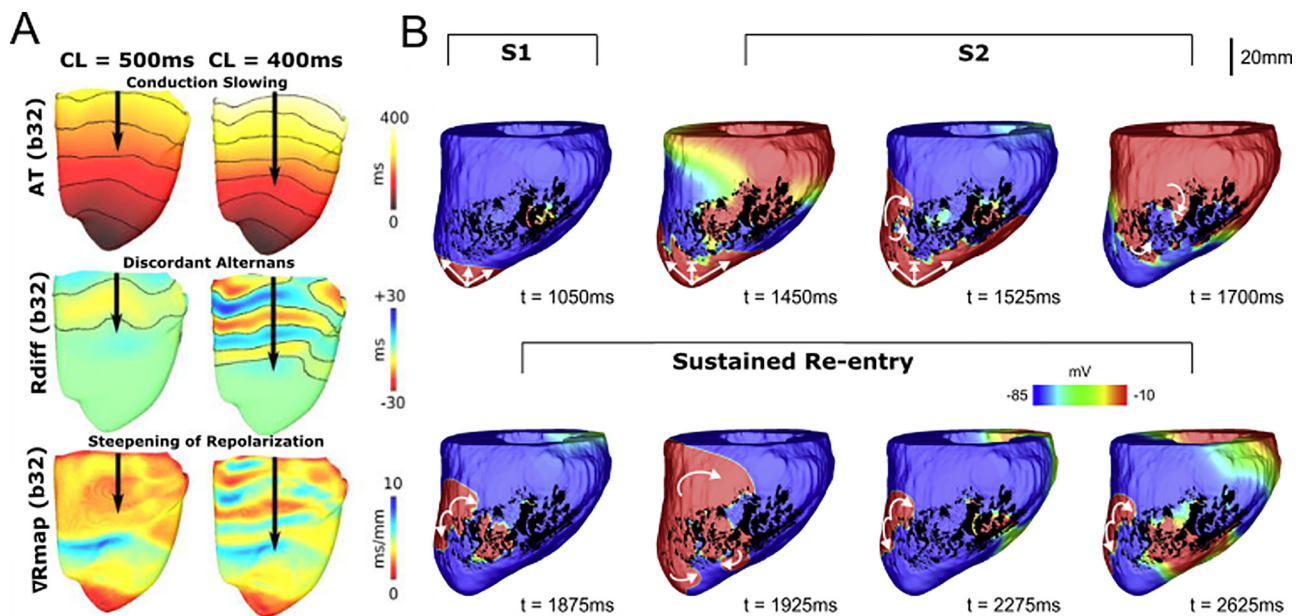 A
CL = 500ms CL = 400ms
Conduction Slowing
AT (b32)
400
ms
0
Discordant Alternans
Rdiff (b32)
+30
ms
-30
Steepening of Repolarization
∇Rmap (b32)
10
ms/mm
0
B
S1
S2
20mm
t = 1050ms
t = 1450ms
t = 1525ms
t = 1700ms
Sustained Re-entry
mV
-85
-10
t = 1875ms
t = 1925ms
t = 2275ms
t = 2625ms